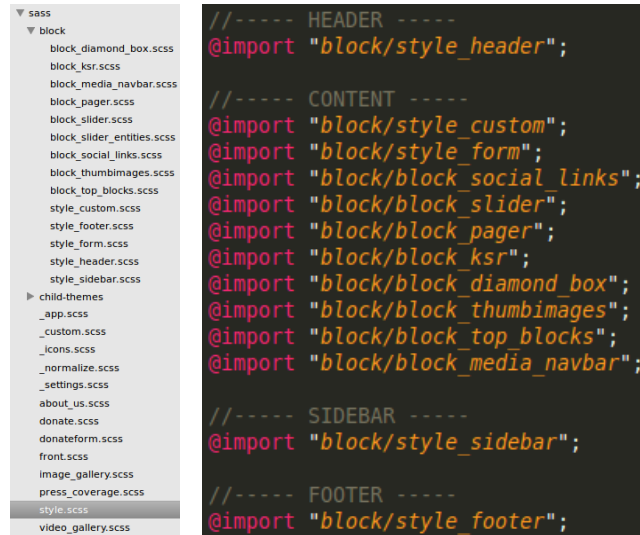 sass
block
block_diamond_box.scss
block_ksr.scss
block_media_navbar.scss
block_pager.scss
block_slider.scss
block_slider_entities.scss
block_social_links.scss
block_thumbimages.scss
block_top_blocks.scss
style_custom.scss
style_footer.scss
style_form.scss
style_header.scss
style_sidebar.scss
child-themes
_app.scss
_custom.scss
_icons.scss
_normalize.scss
_settings.scss
about_us.scss
donate.scss
donateform.scss
front.scss
image_gallery.scss
press_coverage.scss
style.scss
video_gallery.scss
//----- HEADER -----
@import "block/style_header";
//----- CONTENT -----
@import "block/style_custom";
@import "block/style_form";
@import "block/block_social_links";
@import "block/block_slider";
@import "block/block_pager";
@import "block/block_ksr";
@import "block/block_diamond_box";
@import "block/block_thumbimages";
@import "block/block_top_blocks";
@import "block/block_media_navbar";
//----- SIDEBAR -----
@import "block/style_sidebar";
//----- FOOTER -----
@import "block/style_footer";